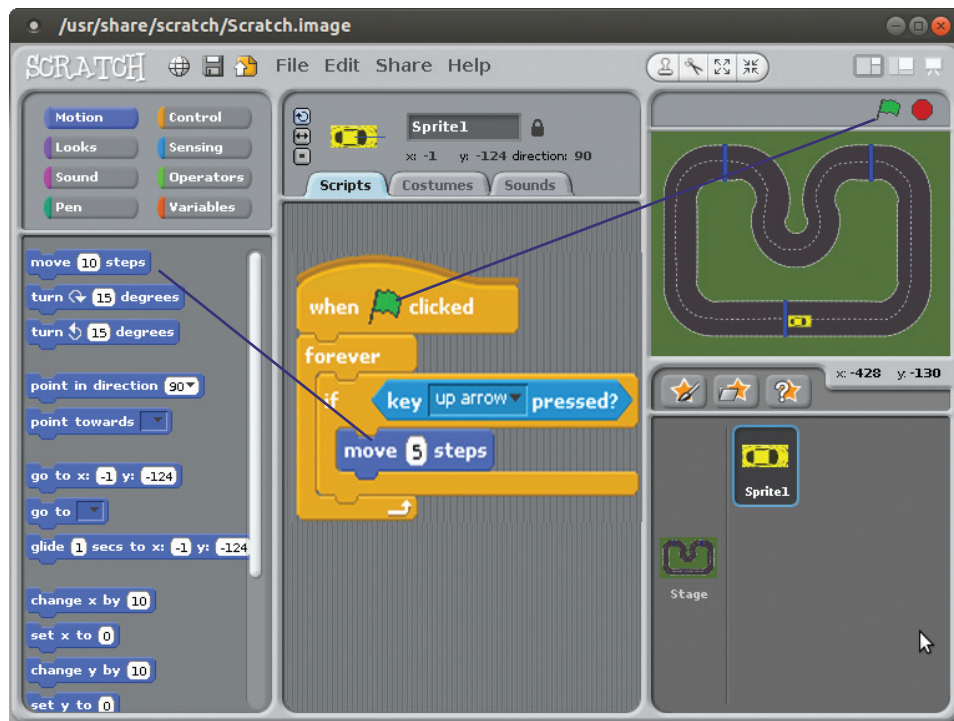 /usr/share/scratch/Scratch.image
SCRATCH File Edit Share Help
Motion Control
Looks Sensing
Sound Operators
Pen Variables
move 10 steps
turn 15 degrees
turn 15 degrees
point in direction 90
point towards
go to x: -1 y: -124
go to
glide 1 secs to x: -1 y: -124
change x by 10
set x to 0
change y by 10
set y to 0
Sprite1
x: -1 y: -124 direction: 90
Scripts Costumes Sounds
when clicked
forever
if key up arrow pressed?
move 5 steps
x: -428 y: -130
Sprite1
Stage